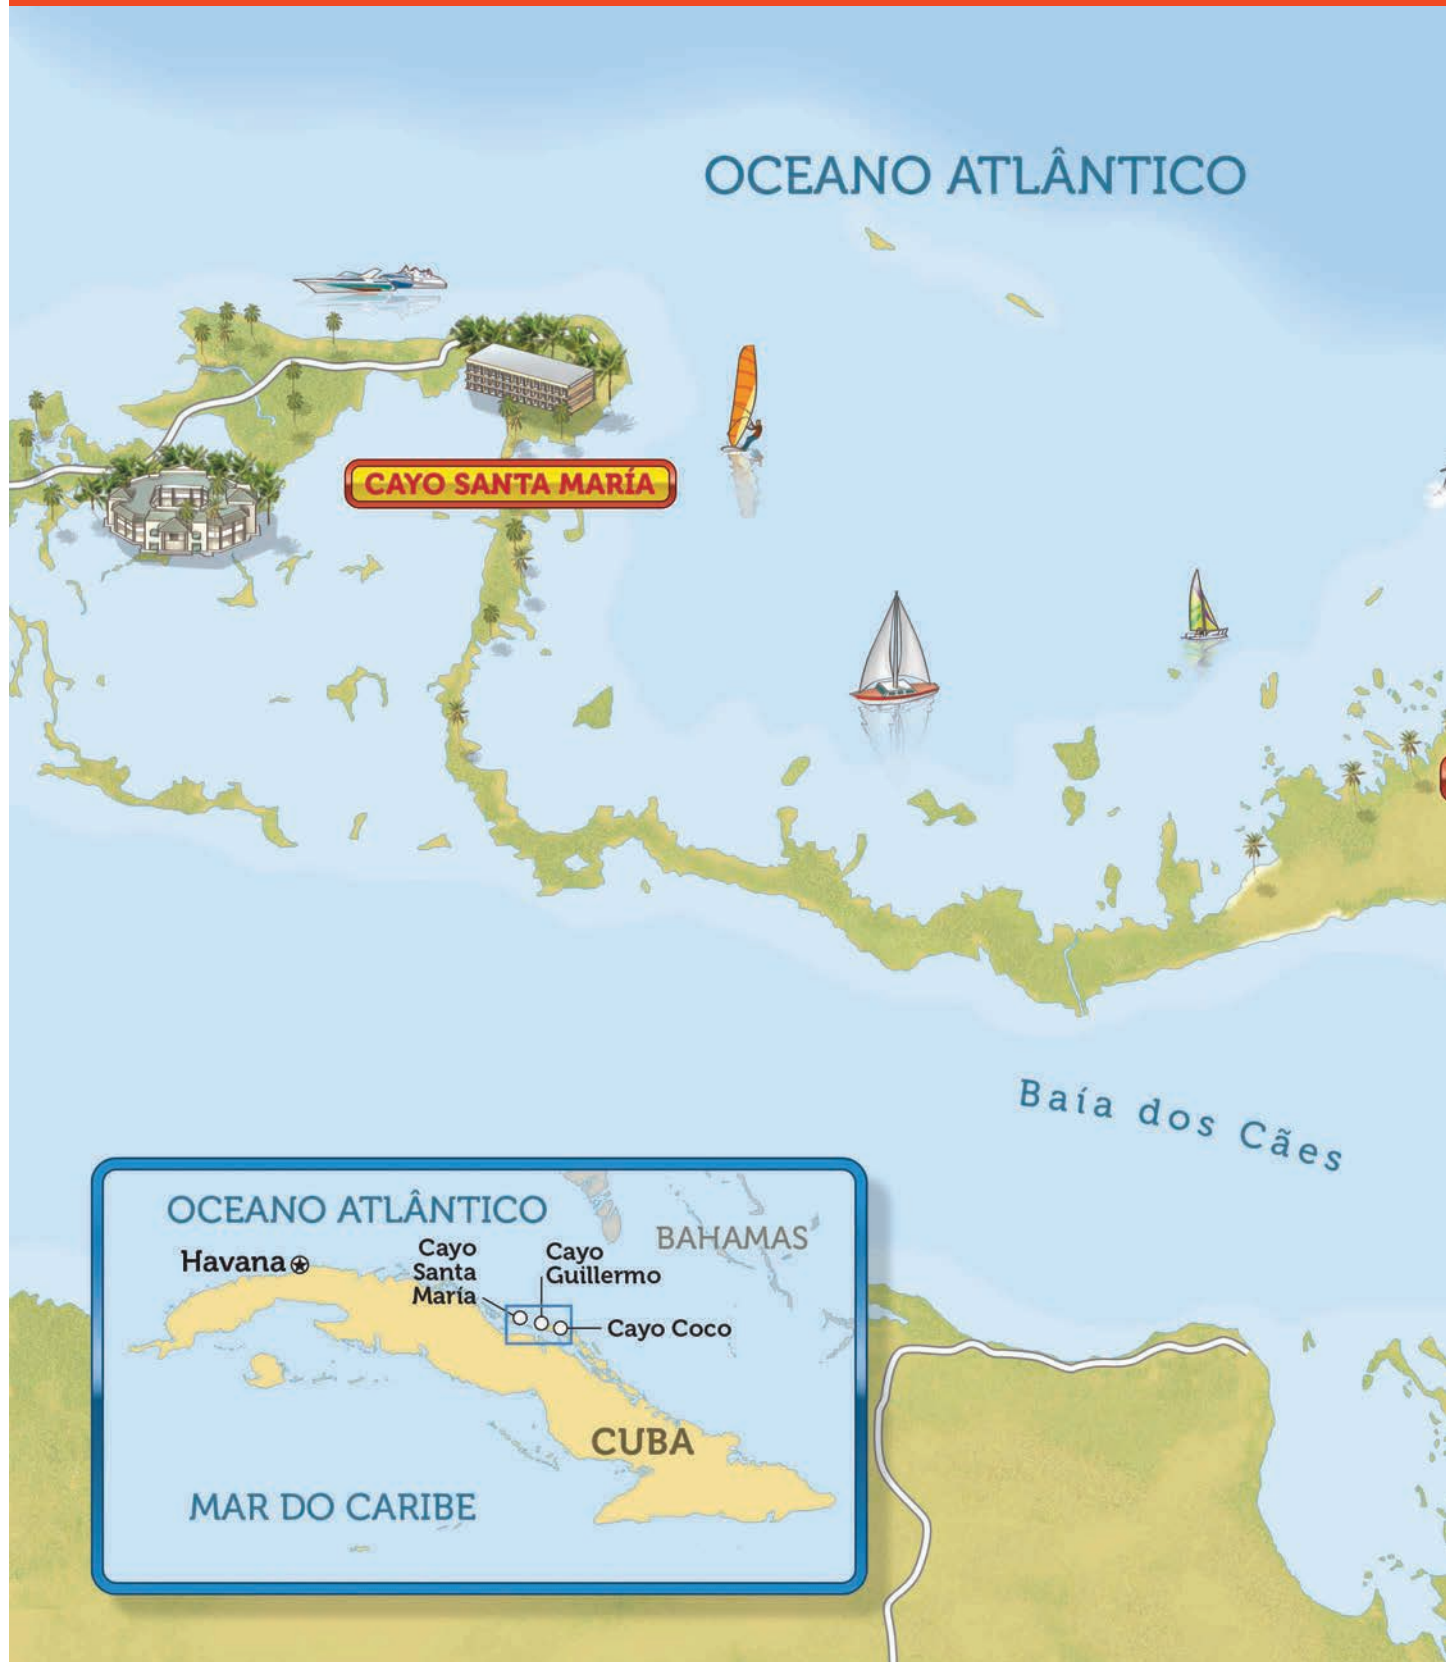 OCEANO ATLÂNTICO
CAYO SANTA MARÍA
Baía dos Cães
OCEANO ATLÂNTICO
BAHAMAS
Havana
Cayo
Santa
María
Cayo
Guillermo
Cayo Coco
CUBA
MAR DO CARIBE